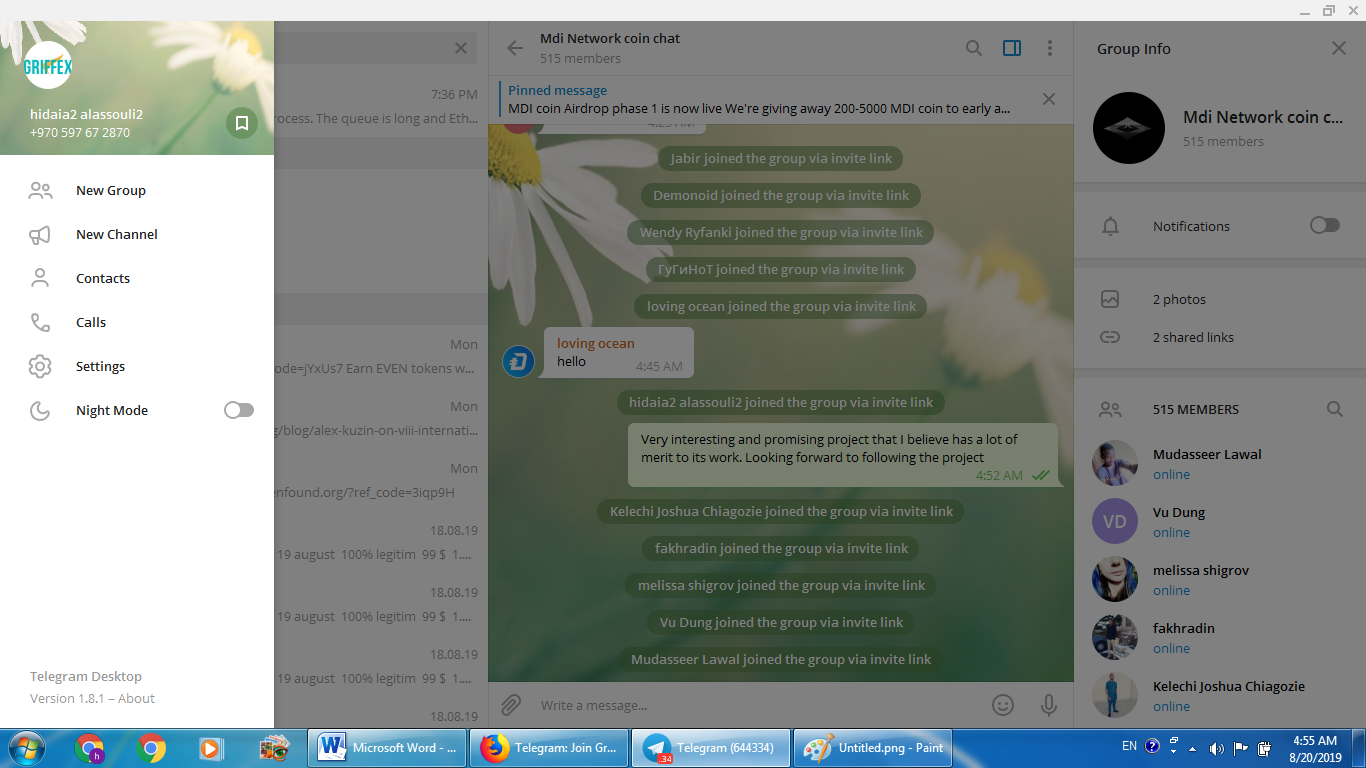 GRIFFEX
hidaia2 alassouli2
+970 597 67 2870
New Group
New Channel
Contacts
Calls
Settings
Night Mode
Telegram Desktop
Version 1.8.1 – About
7:36 PM
rocess. The queue is long and Eth...
Mon
ode=jYxUs7 Earn EVEN tokens w...
Mon
g/blog/alex-kuzin-on-viii-internati...
Mon
enfound.org/?ref_code=3iqp9H
18.08.19
19 august 100% legitim 99 $ 1....
18.08.19
19 august 100% legitim 99 $ 1....
18.08.19
19 august 100% legitim 99 $ 1....
18.08.19
Mdi Network coin chat
515 members
Pinned message
MDI coin Airdrop phase 1 is now live We're giving away 200-5000 MDI coin to early a...
Jabir joined the group via invite link
Demonoid joined the group via invite link
Wendy Ryfanki joined the group via invite link
ГуГиНоТ joined the group via invite link
loving ocean joined the group via invite link
loving ocean
hello
4:45 AM
hidaia2 alassouli2 joined the group via invite link
Very interesting and promising project that I believe has a lot of
merit to its work. Looking forward to following the project
4:52 AM
Kelechi Joshua Chiagozie joined the group via invite link
fakhradin joined the group via invite link
melissa shigrov joined the group via invite link
Vu Dung joined the group via invite link
Mudasseer Lawal joined the group via invite link
Write a message...
Group Info
Mdi Network coin c...
515 members
Notifications
2 photos
2 shared links
515 MEMBERS
Mudasseer Lawal
online
VD
Vu Dung
online
melissa shigrov
online
fakhradin
online
Kelechi Joshua Chiagozie
online
h
Microsoft Word - ...
Telegram: Join Gr...
..34
Telegram (644334)
Untitled.png - Paint
EN
4:55 AM
8/20/2019